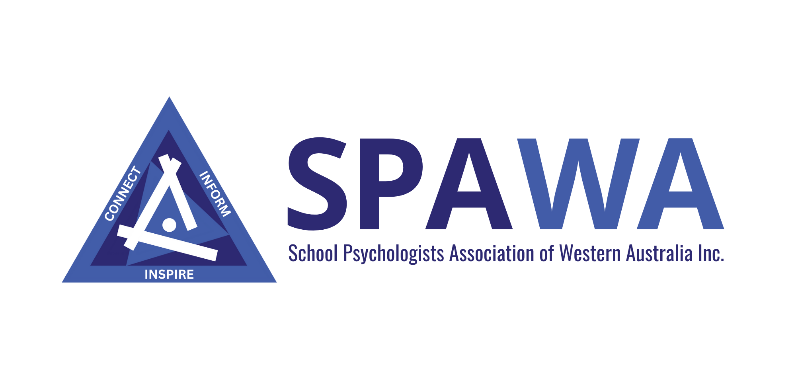 CONNECT
INFORM
INSPIRE
SPAWA
School Psychologists Association of Western Australia Inc.